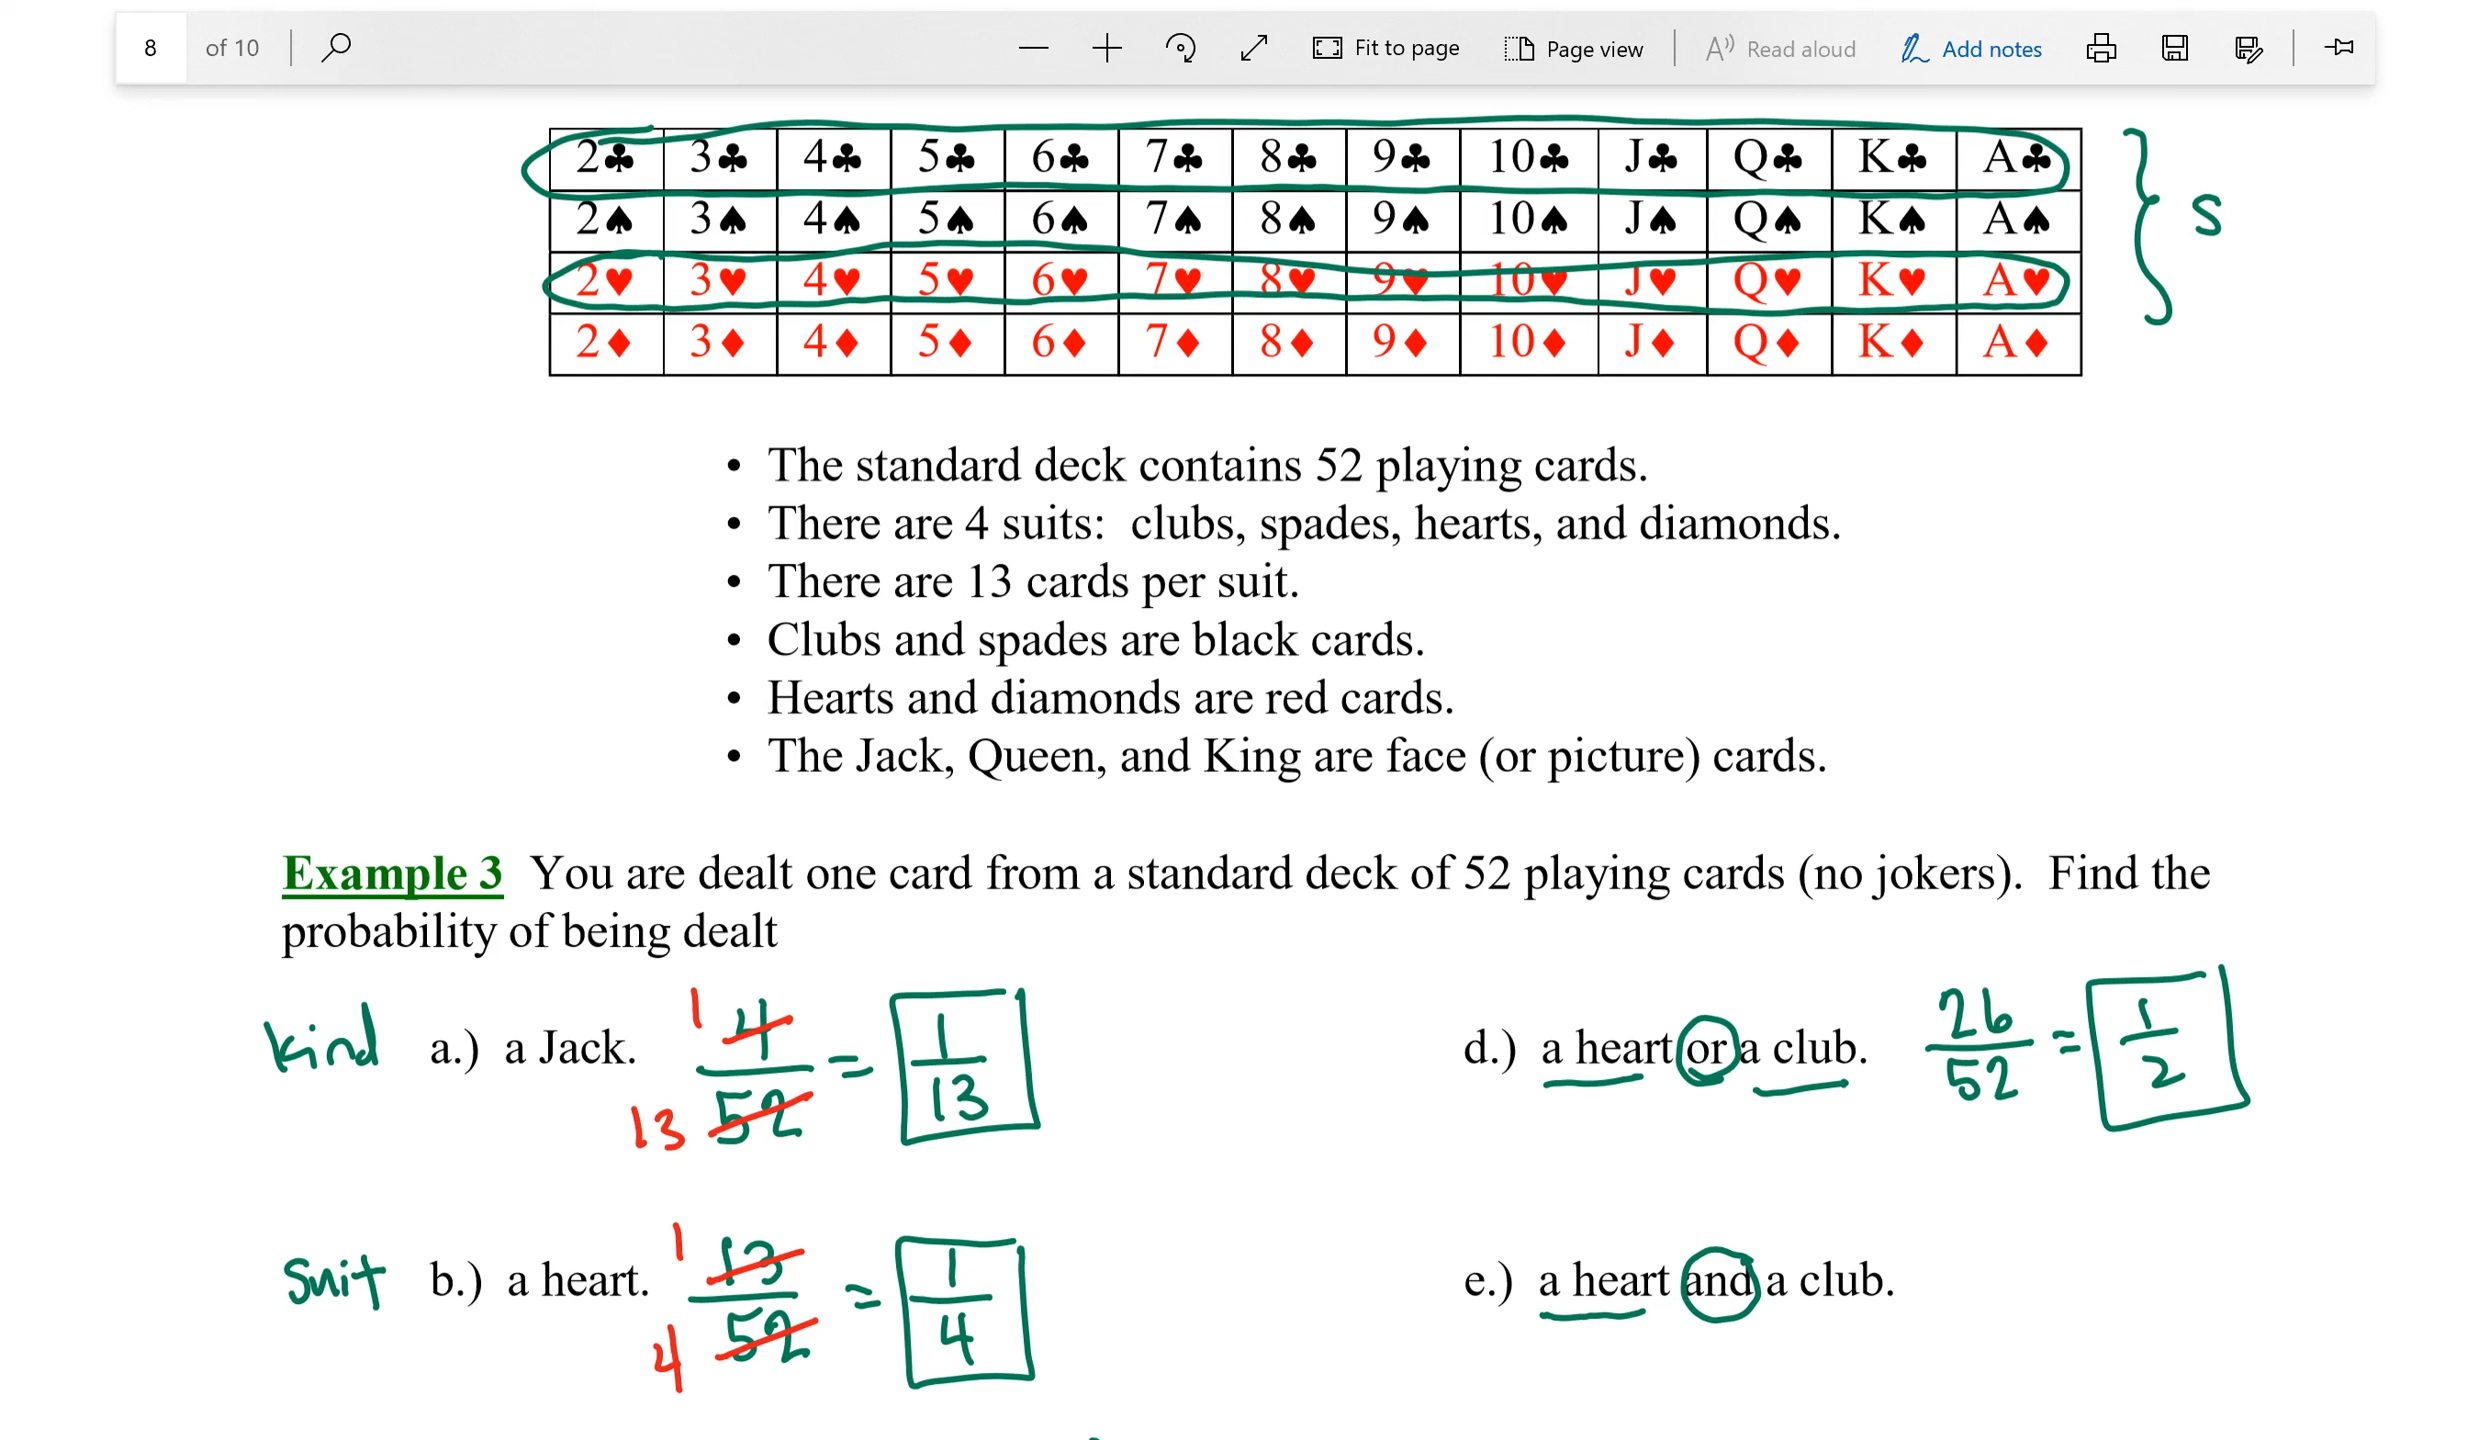 8 of 10 Fit to page Page view Read aloud Add notes
2♣ 3♣ 4♣ 5♣ 6♣ 7♣ 8♣ 9♣ 10♣ J♣ Q♣ K♣ A♣
2♠ 3♠ 4♠ 5♠ 6♠ 7♠ 8♠ 9♠ 10♠ J♠ Q♠ K♠ A♠
S
2♥ 3♥ 4♥ 5♥ 6♥ 7♥ 8♥ 9♥ 10♥ J♥ Q♥ K♥ A♥
2♦ 3♦ 4♦ 5♦ 6♦ 7♦ 8♦ 9♦ 10♦ J♦ Q♦ K♦ A♦
• The standard deck contains 52 playing cards.
• There are 4 suits: clubs, spades, hearts, and diamonds.
• There are 13 cards per suit.
• Clubs and spades are black cards.
• Hearts and diamonds are red cards.
• The Jack, Queen, and King are face (or picture) cards.
Example 3 You are dealt one card from a standard deck of 52 playing cards (no jokers). Find the
probability of being dealt
Kind a.) a Jack. 1 4 / 13 52 = 1/13
d.) a heart or a club. 26/52 = 1/2
Suit b.) a heart. 1 13 / 4 52 = 1/4
e.) a heart and a club.